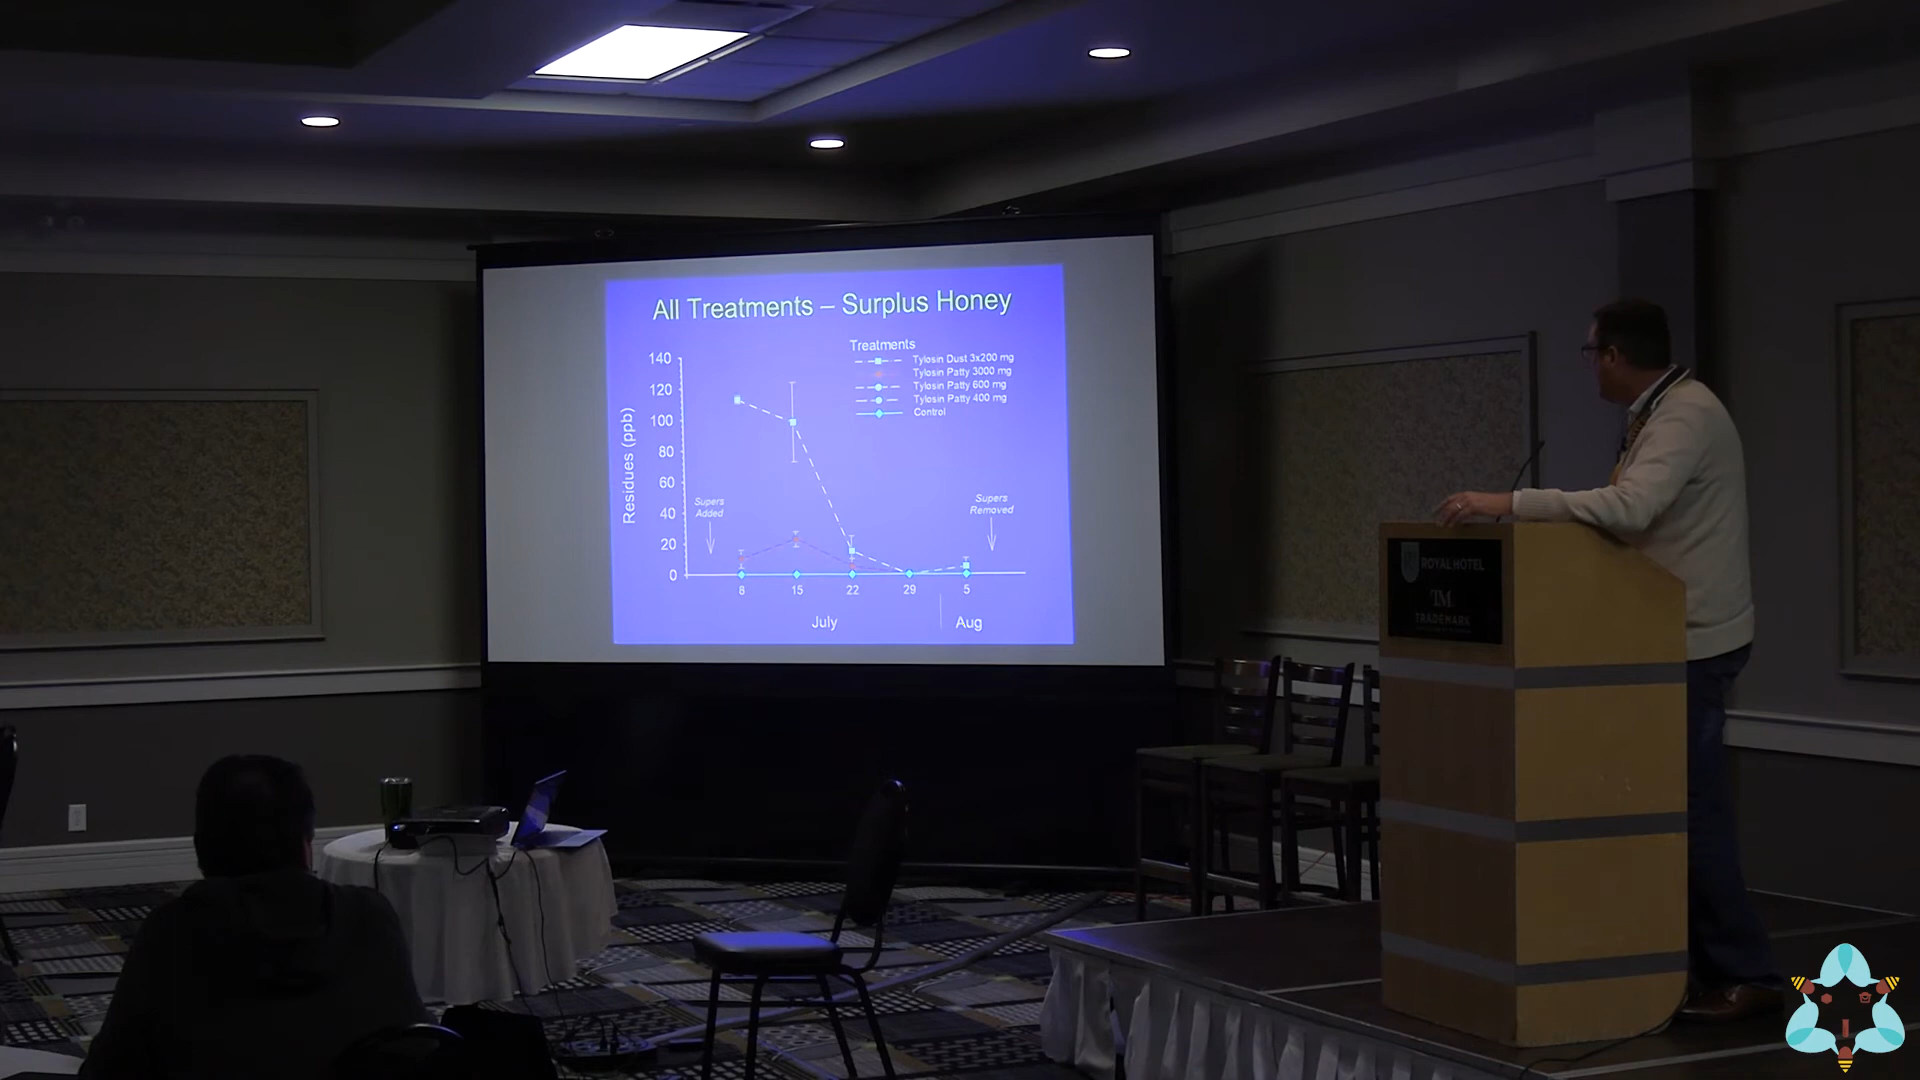 All Treatments – Surplus Honey
Treatments
Tylosin Dust 3x200 mg
Tylosin Patty 3000 mg
Tylosin Patty 600 mg
Tylosin Patty 400 mg
Control
Residues (ppb)
140
120
100
80
60
40
20
0
Supers
Added
Supers
Removed
8
15
22
29
5
July
Aug
ROYAL HOTEL
TM
TRADEMARK